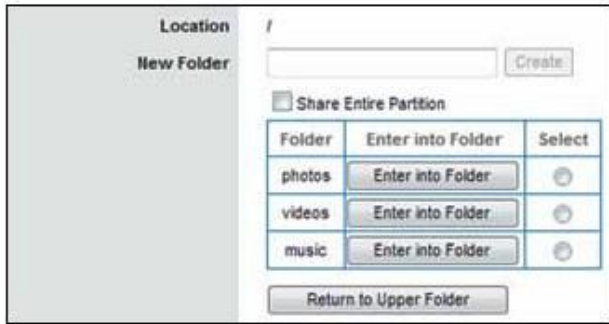 Location /
New Folder Create
Share Entire Partition
Folder Enter into Folder Select
photos Enter into Folder
videos Enter into Folder
music Enter into Folder
Return to Upper Folder